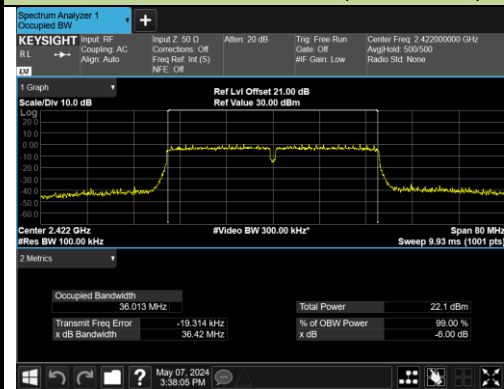 Spectrum Analyzer 1
Occupied BW
+
KEYSIGHT Input: RF Input Z: 50 Ω Atten: 20 dB Trig: Free Run Center Freq: 2.422000000 GHz
RL Coupling: AC Corrections: Off Gate: Off Avg|Hold: 500/500
Align: Auto Freq Ref: Int (S) #IF Gain: Low Radio Std: None
NFE: Off
LXI
1 Graph
Ref Lvl Offset 21.00 dB
Scale/Div 10.0 dB Ref Value 30.00 dBm
Log
20.0
10.0
0.00
-10.0
-20.0
-30.0
-40.0
-50.0
-60.0
Center 2.422 GHz #Video BW 300.00 kHz* Span 80 MHz
#Res BW 100.00 kHz Sweep 9.93 ms (1001 pts)
2 Metrics
Occupied Bandwidth
36.013 MHz Total Power 22.1 dBm
Transmit Freq Error -19.314 kHz % of OBW Power 99.00 %
x dB Bandwidth 36.42 MHz x dB -6.00 dB
? May 07, 2024
3:38:05 PM